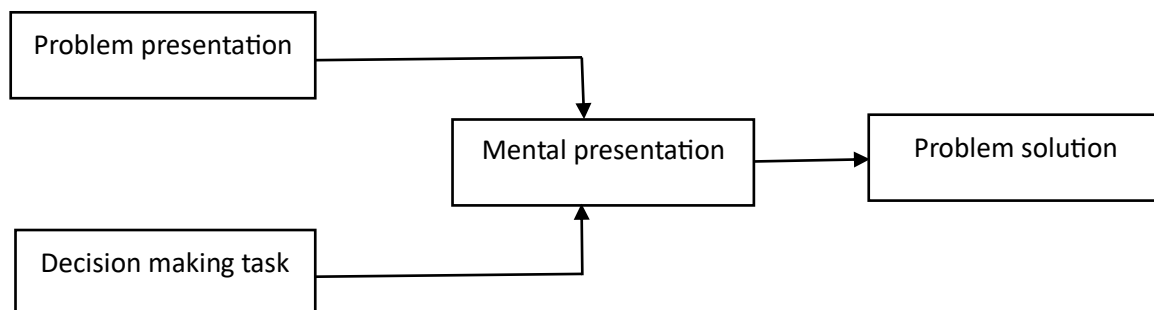 Problem presentation
Mental presentation
Problem solution
Decision making task